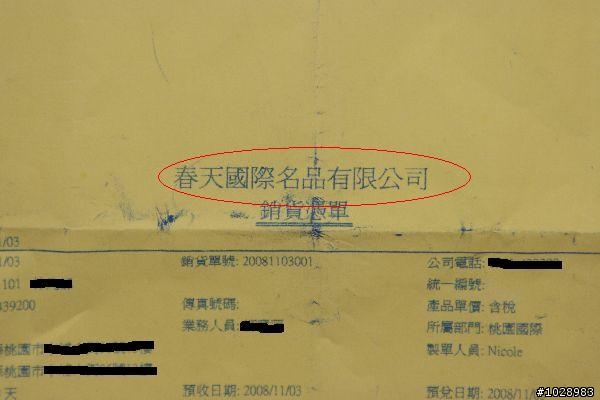 春天國際名品有限公司
銷貨憑單
1/03
1/03 銷貨單號: 20081103001 公司電話:
101 統一編號:
439200 傳真號碼: 產品單價: 含稅
業務人員: 所屬部門: 桃園國際
桃園市 製單人員: Nicole
桃園市
天 預收日期: 2008/11/03 預兌日期: 2008/11/
#1028983